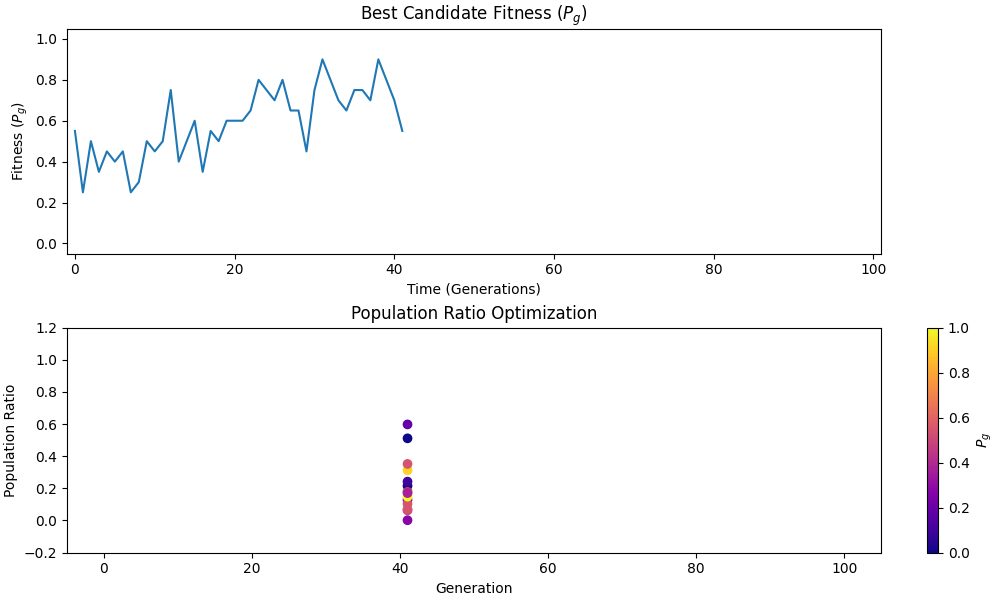 Best Candidate Fitness (P_g)
1.0
0.8
0.6
0.4
0.2
0.0
Fitness (P_g)
0 20 40 60 80 100
Time (Generations)
Population Ratio Optimization
1.2
1.0
0.8
0.6
0.4
0.2
0.0
−0.2
Population Ratio
0 20 40 60 80 100
Generation
1.0
0.8
0.6
0.4
0.2
0.0
P_g